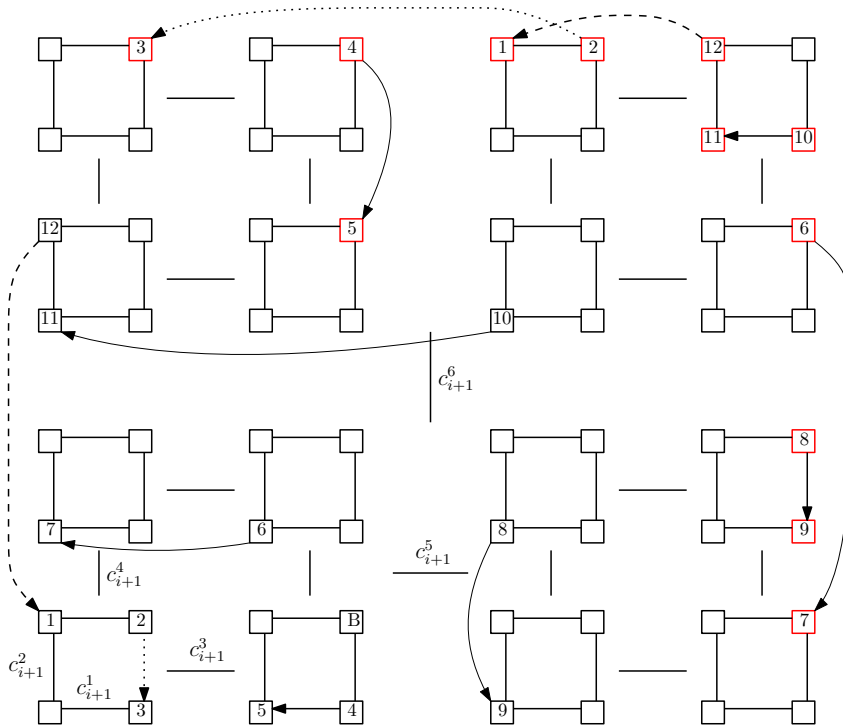 3 4 1 2 12
11 10
12 5 6
11 10
c^6_{i+1}
8
7 6 8 9
c^4_{i+1} c^5_{i+1}
1 2 B 7
c^2_{i+1} c^1_{i+1} c^3_{i+1}
3 5 4 9